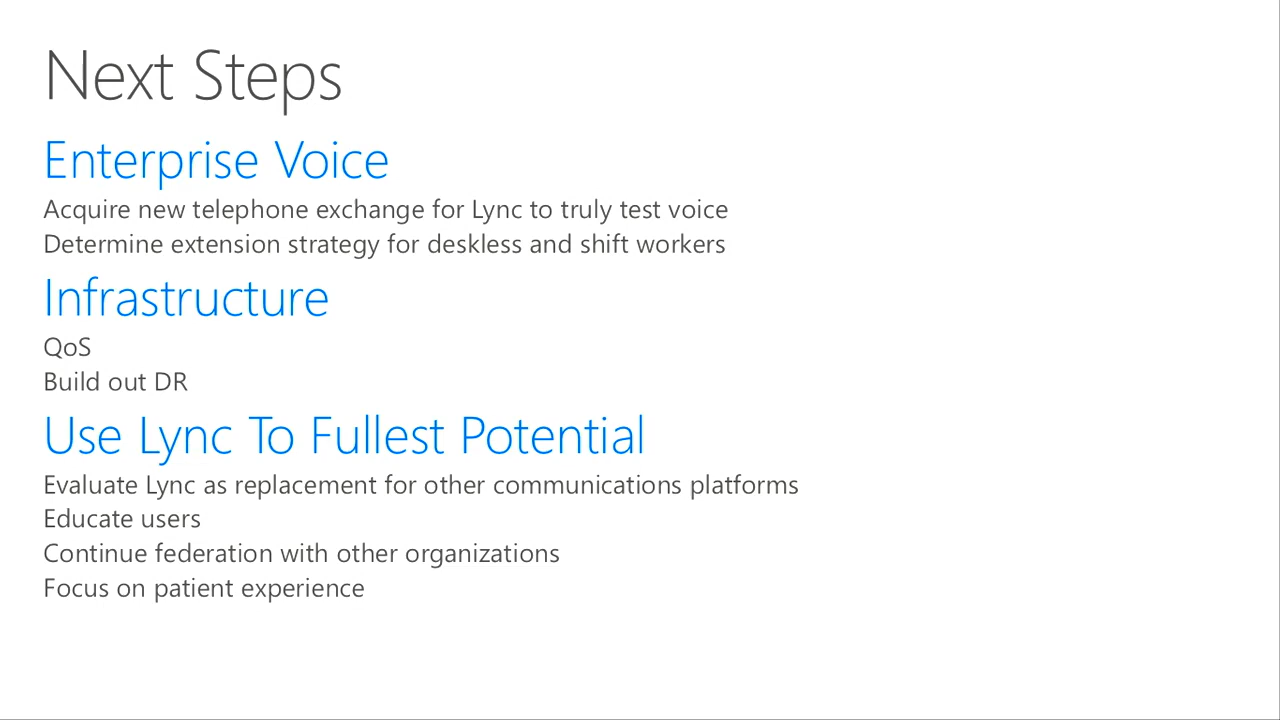 Next Steps
Enterprise Voice
Acquire new telephone exchange for Lync to truly test voice
Determine extension strategy for deskless and shift workers
Infrastructure
QoS
Build out DR
Use Lync To Fullest Potential
Evaluate Lync as replacement for other communications platforms
Educate users
Continue federation with other organizations
Focus on patient experience